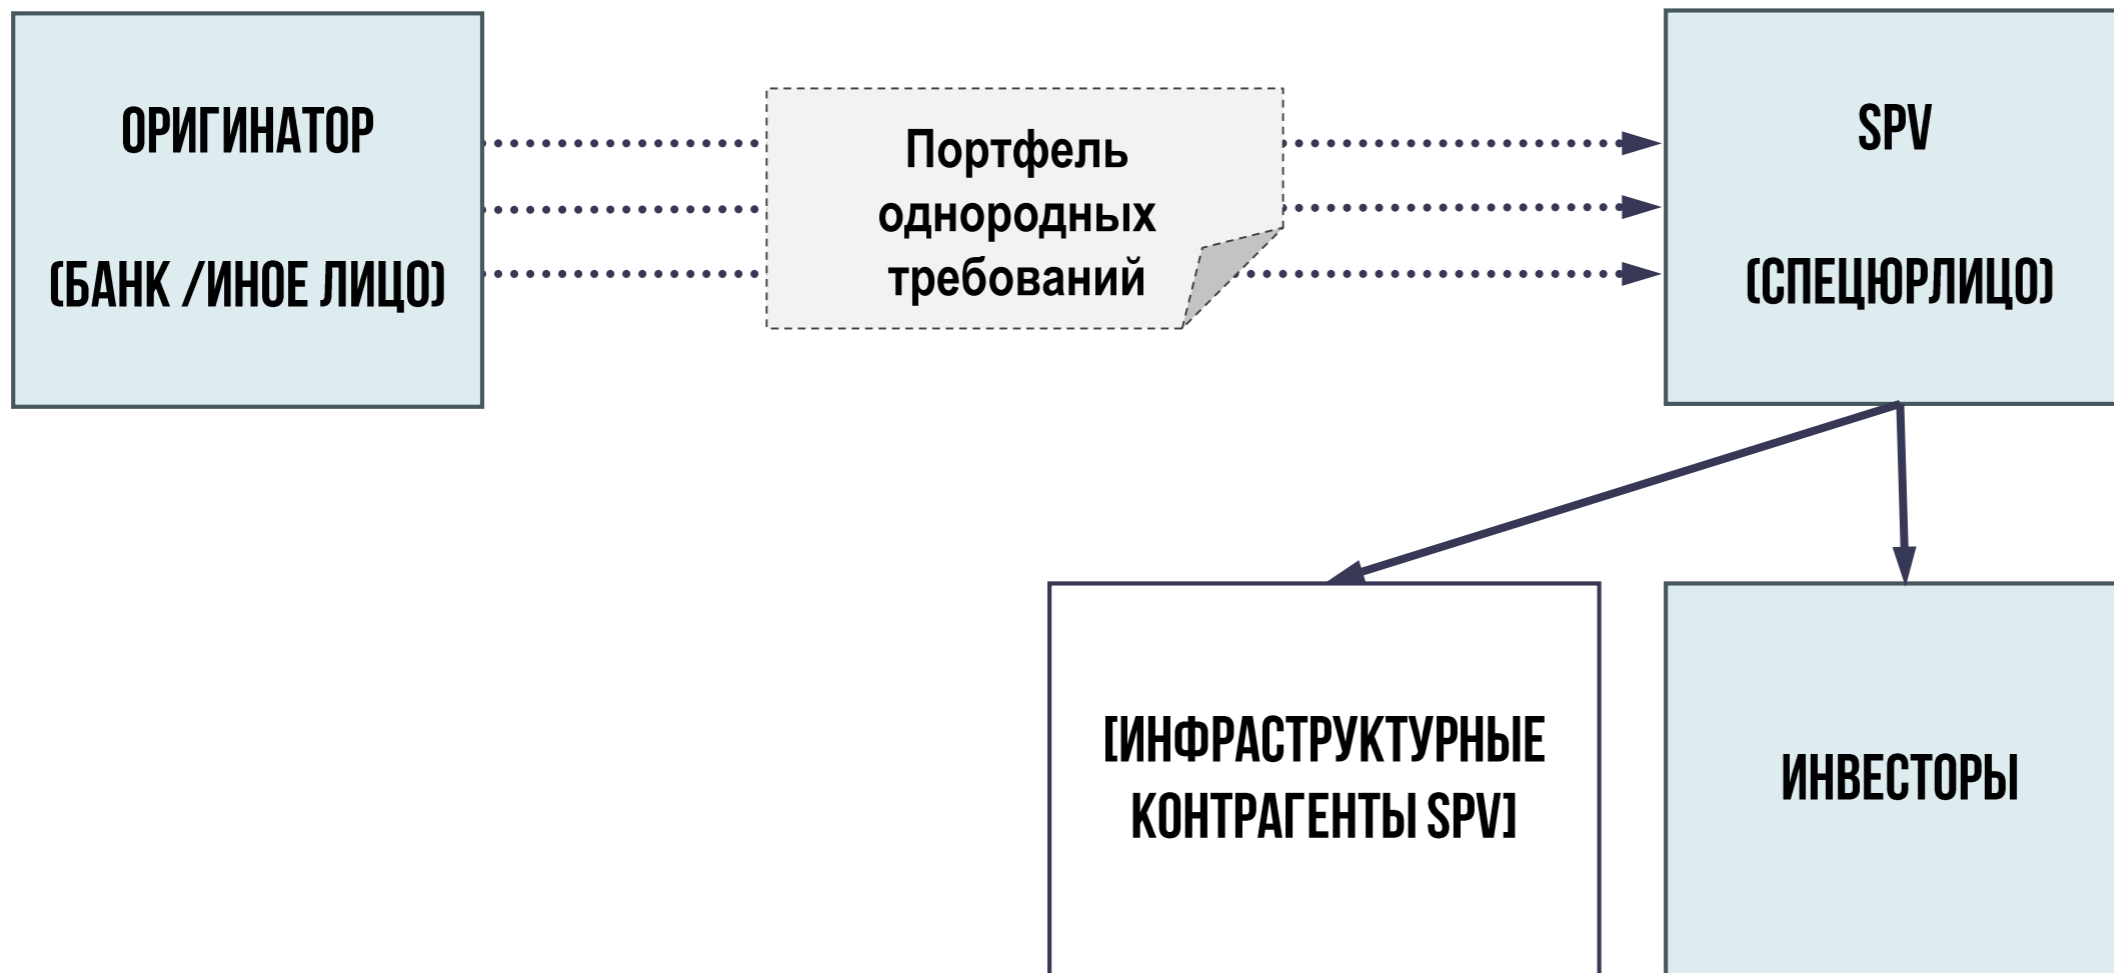 ОРИГИНАТОР
(БАНК /ИНОЕ ЛИЦО)
Портфель
однородных
требований
SPV
(СПЕЦЮРЛИЦО)
[ИНФРАСТРУКТУРНЫЕ
КОНТРАГЕНТЫ SPV]
ИНВЕСТОРЫ